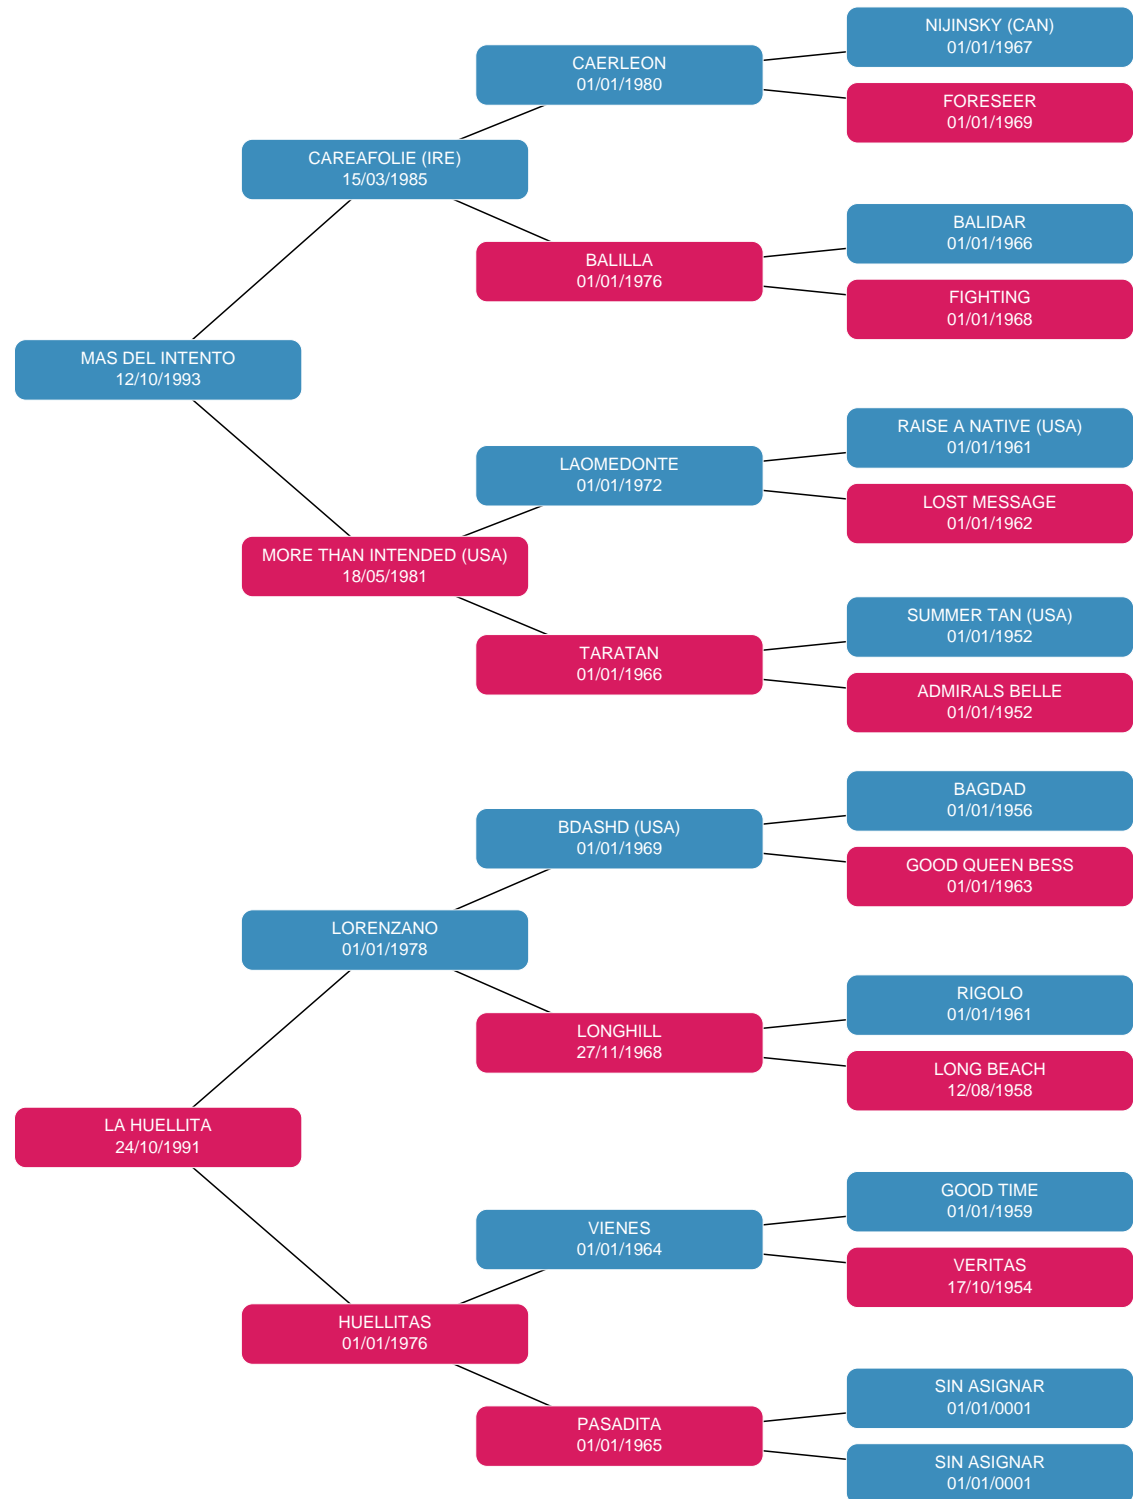 NIJINSKY (CAN)
01/01/1967
CAERLEON
01/01/1980
FORESEER
01/01/1969
CAREAFOLIE (IRE)
15/03/1985
BALIDAR
01/01/1966
BALILLA
01/01/1976
FIGHTING
01/01/1968
MAS DEL INTENTO
12/10/1993
RAISE A NATIVE (USA)
01/01/1961
LAOMEDONTE
01/01/1972
LOST MESSAGE
01/01/1962
MORE THAN INTENDED (USA)
18/05/1981
SUMMER TAN (USA)
01/01/1952
TARATAN
01/01/1966
ADMIRALS BELLE
01/01/1952
BAGDAD
01/01/1956
BDASHD (USA)
01/01/1969
GOOD QUEEN BESS
01/01/1963
LORENZANO
01/01/1978
RIGOLO
01/01/1961
LONGHILL
27/11/1968
LONG BEACH
12/08/1958
LA HUELLITA
24/10/1991
GOOD TIME
01/01/1959
VIENES
01/01/1964
VERITAS
17/10/1954
HUELLITAS
01/01/1976
SIN ASIGNAR
01/01/0001
PASADITA
01/01/1965
SIN ASIGNAR
01/01/0001